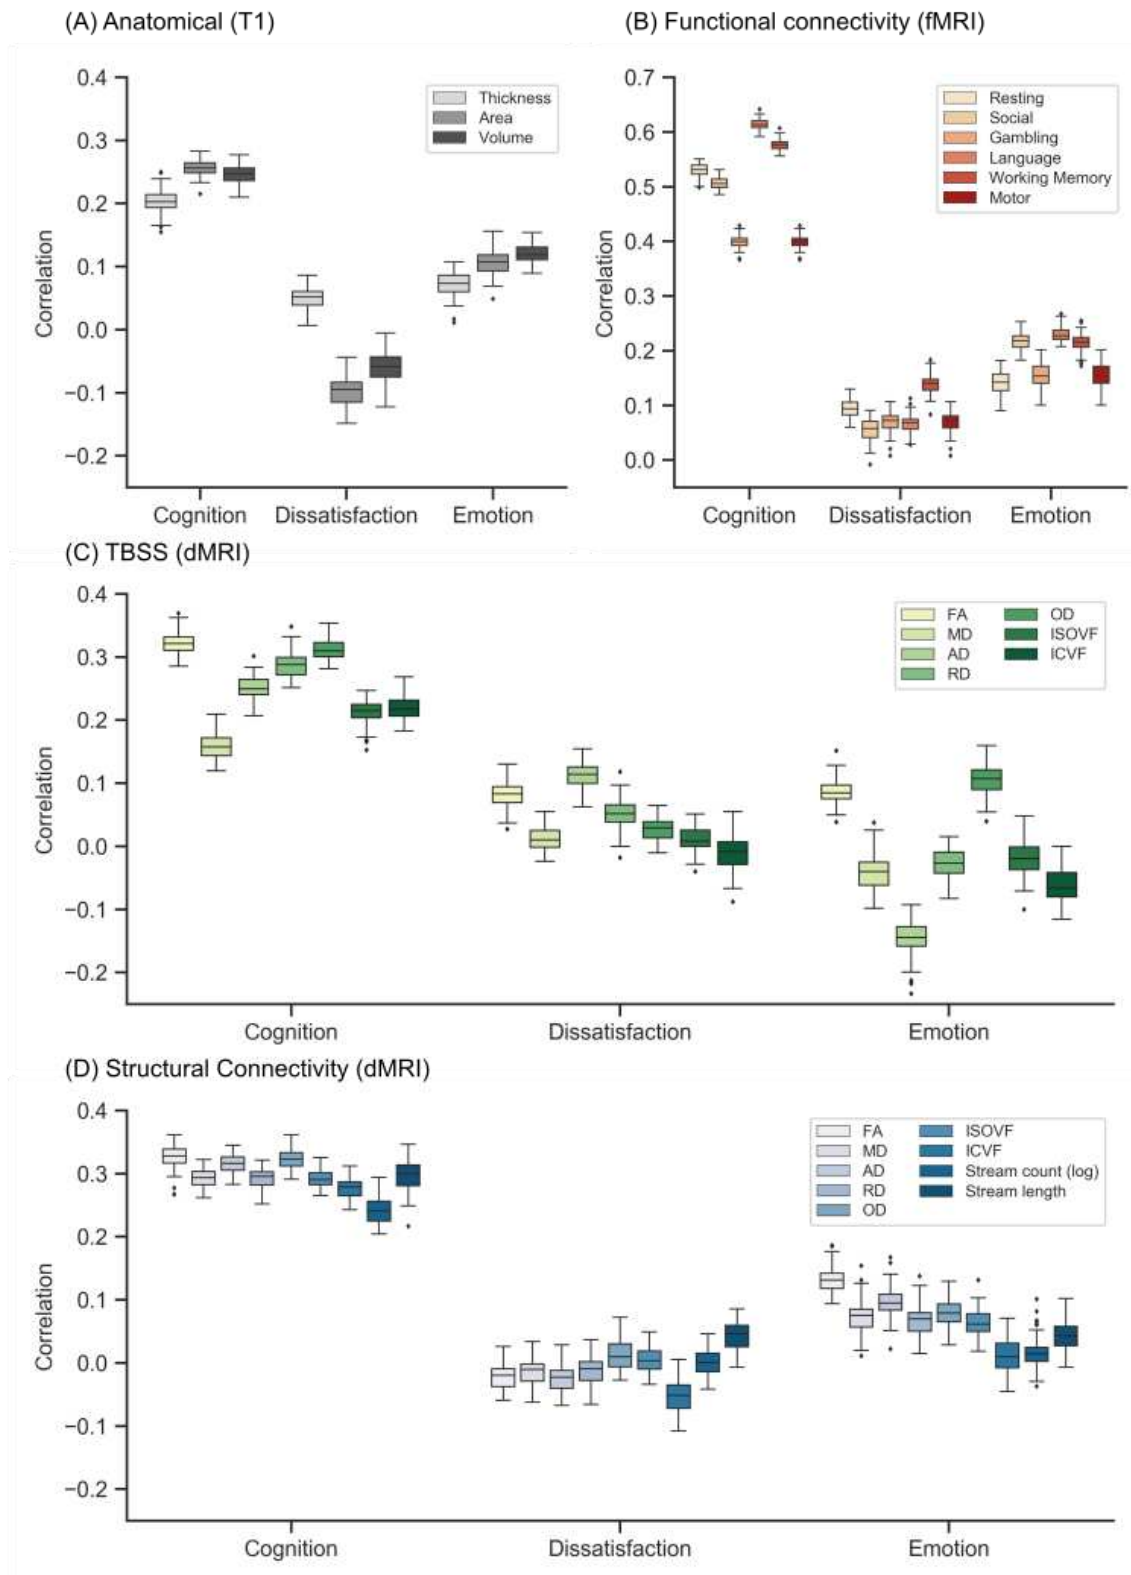 (A) Anatomical (T1)
(B) Functional connectivity (fMRI)
0.4
0.3
0.2
0.1
0.0
−0.1
−0.2
Correlation
Thickness
Area
Volume
Cognition Dissatisfaction Emotion
0.7
0.6
0.5
0.4
0.3
0.2
0.1
0.0
Correlation
Resting
Social
Gambling
Language
Working Memory
Motor
Cognition Dissatisfaction Emotion
(C) TBSS (dMRI)
0.4
0.3
0.2
0.1
0.0
−0.1
−0.2
Correlation
FA
MD
AD
RD
OD
ISOVF
ICVF
Cognition Dissatisfaction Emotion
(D) Structural Connectivity (dMRI)
0.4
0.3
0.2
0.1
0.0
−0.1
−0.2
Correlation
FA
MD
AD
RD
OD
ISOVF
ICVF
Stream count (log)
Stream length
Cognition Dissatisfaction Emotion